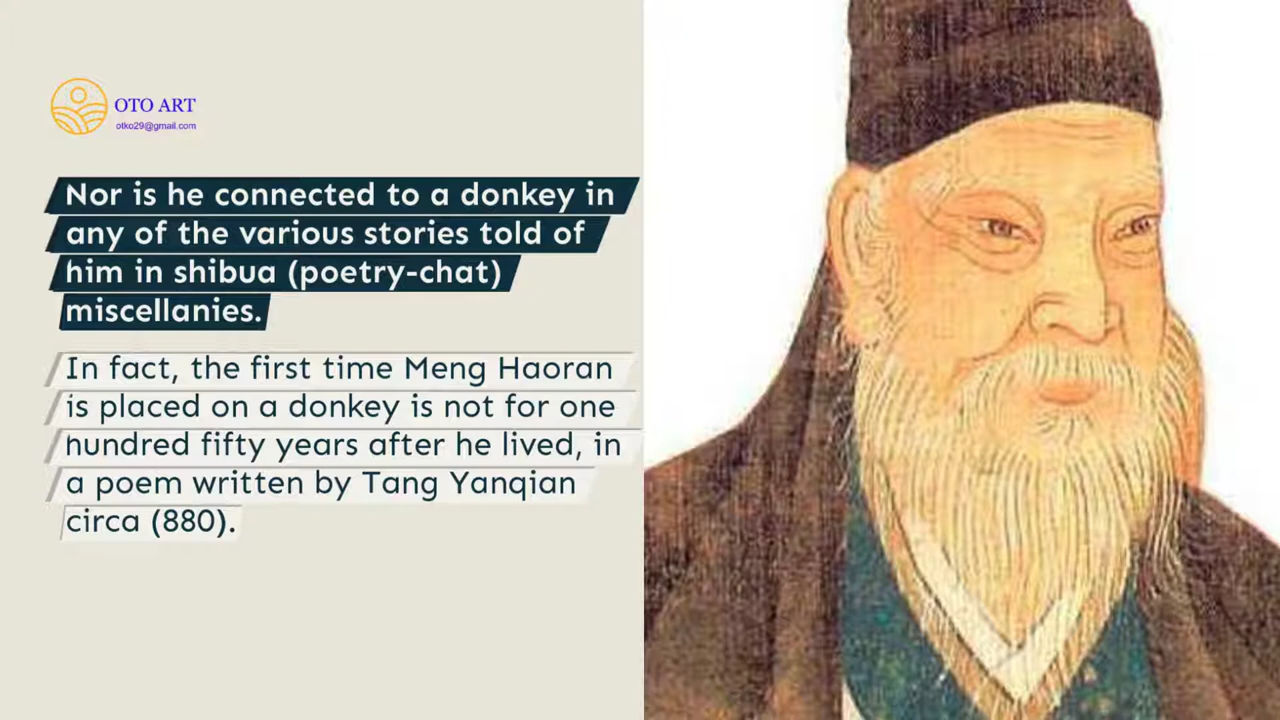 OTO ART
otko29@gmail.com
Nor is he connected to a donkey in
any of the various stories told of
him in shibua (poetry-chat)
miscellanies.
In fact, the first time Meng Haoran
is placed on a donkey is not for one
hundred fifty years after he lived, in
a poem written by Tang Yanqian
circa (880).